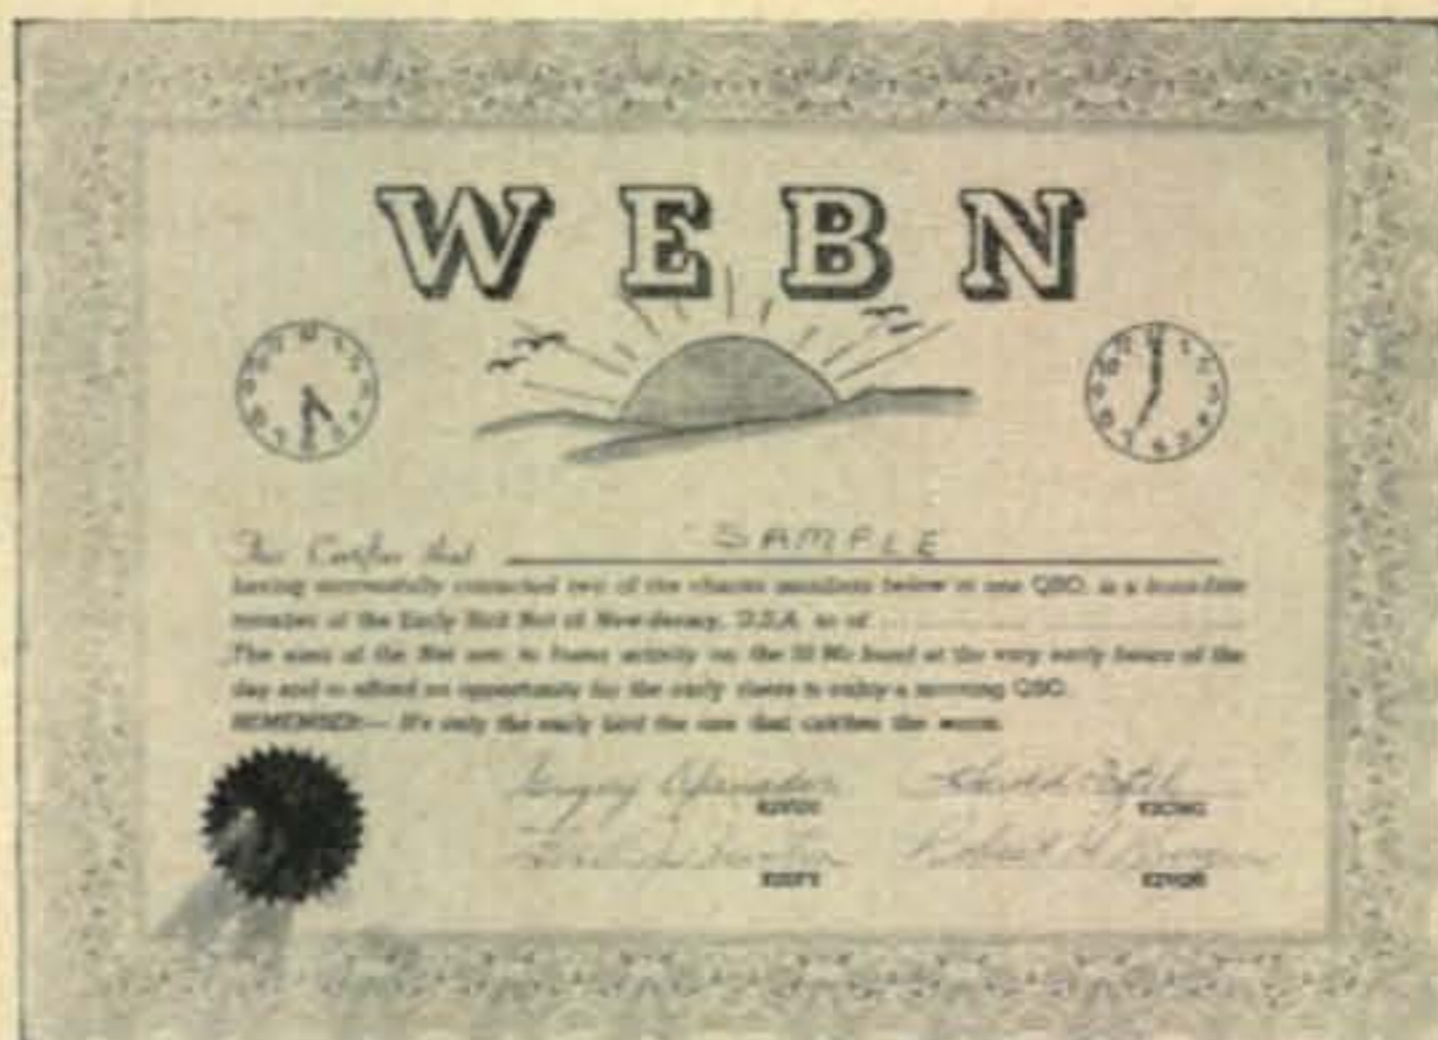 WEBN
This Certifies that SAMPLE
having successfully contacted two of the charter members below in one QSO, is a bona-fide
member of the Early Bird Net of New-Jersey, U.S.A. as of
The aims of the Net are: to foster activity on the Mc band at the very early hours of the
day and to afford an opportunity for the early risers to enjoy a morning QSO.
REMEMBER— It's only the early bird the one that catches the worm.